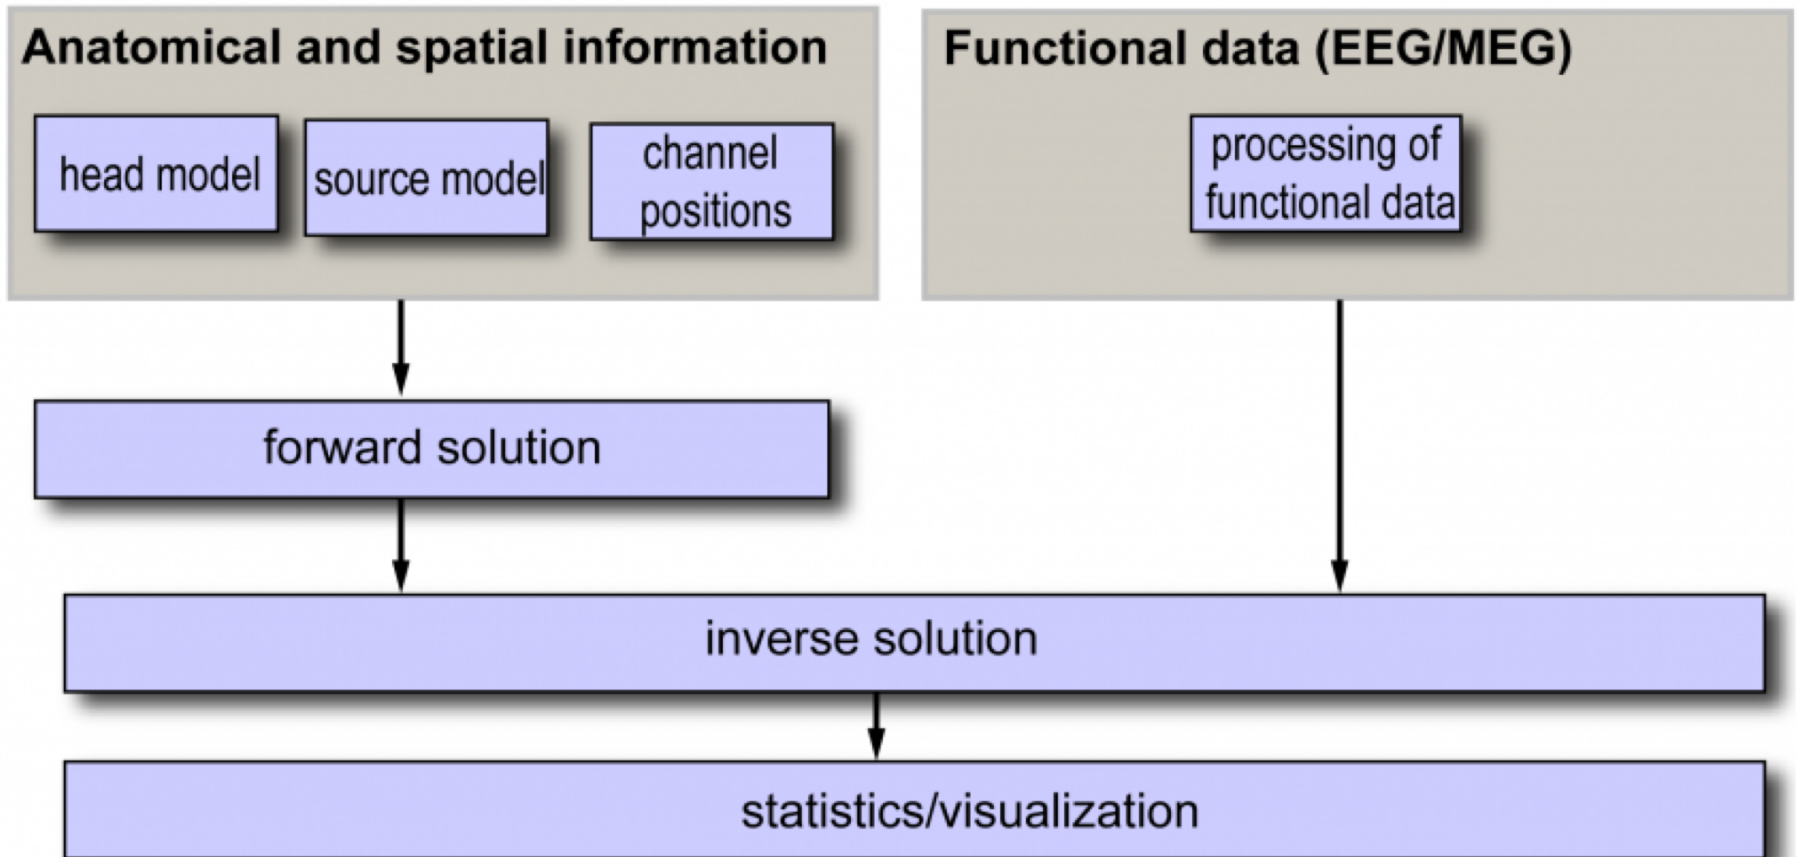 Anatomical and spatial information
head model
source model
channel
positions
Functional data (EEG/MEG)
processing of
functional data
forward solution
inverse solution
statistics/visualization